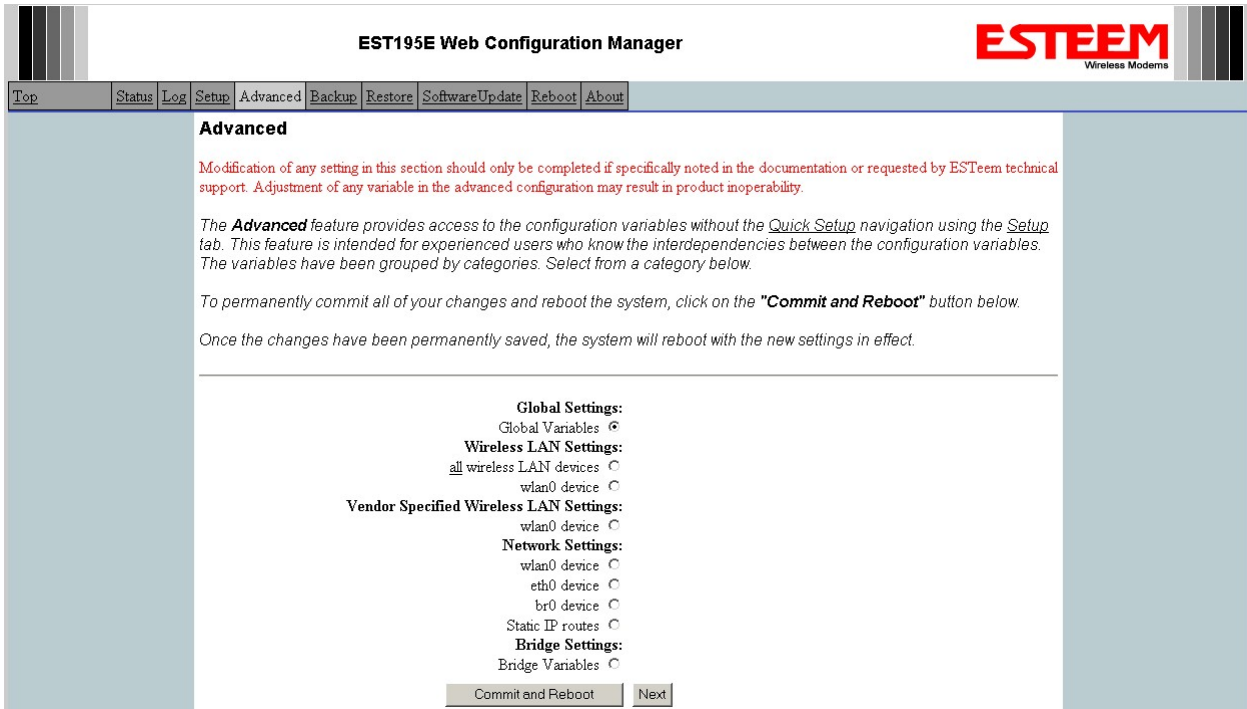 EST195E Web Configuration Manager
ESTEEM
Wireless Modems
Top Status Log Setup Advanced Backup Restore SoftwareUpdate Reboot About
Advanced
Modification of any setting in this section should only be completed if specifically noted in the documentation or requested by ESTeem technical
support. Adjustment of any variable in the advanced configuration may result in product inoperability.
The Advanced feature provides access to the configuration variables without the Quick Setup navigation using the Setup
tab. This feature is intended for experienced users who know the interdependencies between the configuration variables.
The variables have been grouped by categories. Select from a category below.
To permanently commit all of your changes and reboot the system, click on the "Commit and Reboot" button below.
Once the changes have been permanently saved, the system will reboot with the new settings in effect.
Global Settings:
Global Variables
Wireless LAN Settings:
all wireless LAN devices
wlan0 device
Vendor Specified Wireless LAN Settings:
wlan0 device
Network Settings:
wlan0 device
eth0 device
br0 device
Static IP routes
Bridge Settings:
Bridge Variables
Commit and Reboot Next